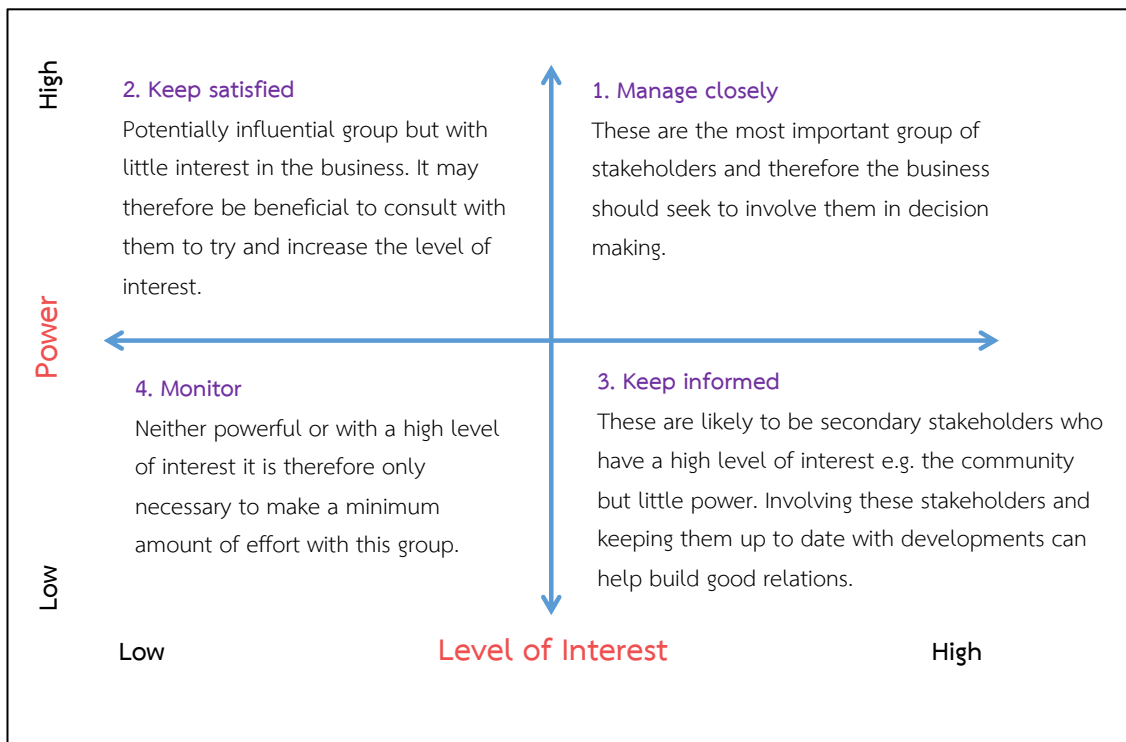 High
2. Keep satisfied
Potentially influential group but with
little interest in the business. It may
therefore be beneficial to consult with
them to try and increase the level of
interest.
1. Manage closely
These are the most important group of
stakeholders and therefore the business
should seek to involve them in decision
making.
Power
4. Monitor
Neither powerful or with a high level
of interest it is therefore only
necessary to make a minimum
amount of effort with this group.
3. Keep informed
These are likely to be secondary stakeholders who
have a high level of interest e.g. the community
but little power. Involving these stakeholders and
keeping them up to date with developments can
help build good relations.
Low
Low
Level of Interest
High